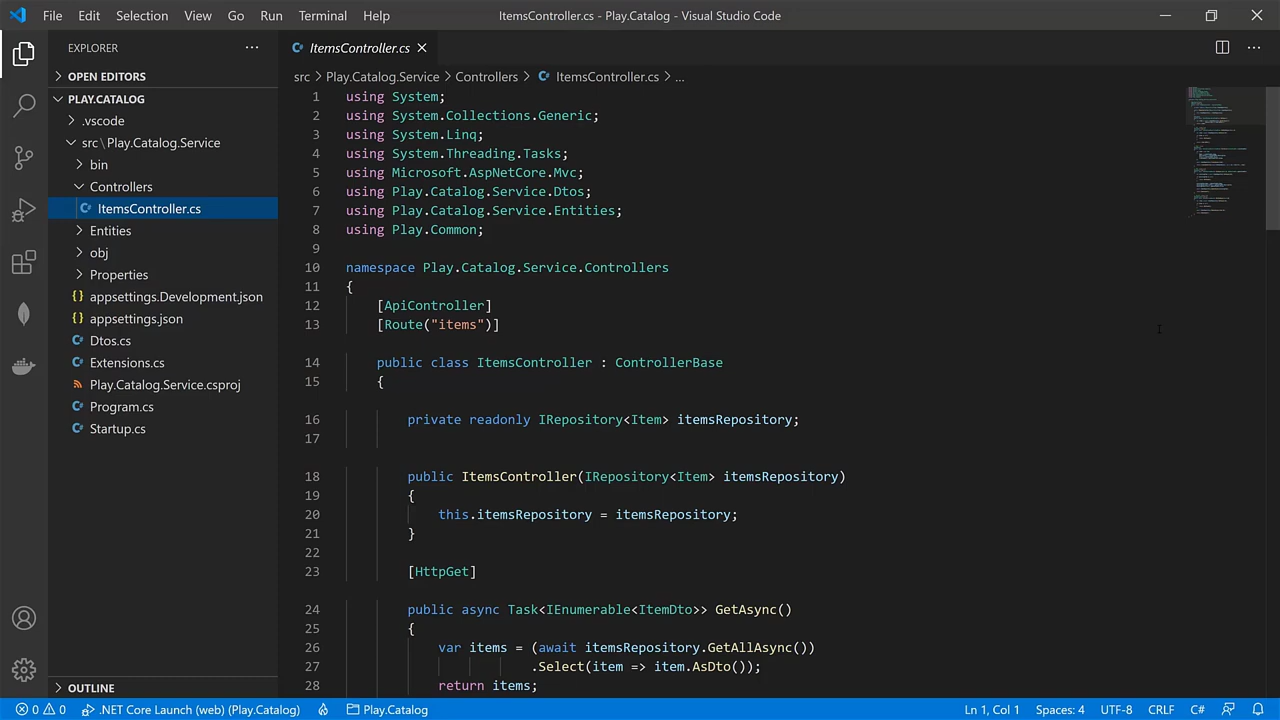 File Edit Selection View Go Run Terminal Help
ItemsController.cs - Play.Catalog - Visual Studio Code
EXPLORER
OPEN EDITORS
PLAY.CATALOG
.vscode
src\Play.Catalog.Service
bin
Controllers
ItemsController.cs
Entities
obj
Properties
{} appsettings.Development.json
{} appsettings.json
C# Dtos.cs
C# Extensions.cs
Play.Catalog.Service.csproj
C# Program.cs
C# Startup.cs
OUTLINE
ItemsController.cs
src > Play.Catalog.Service > Controllers > ItemsController.cs > ...
1 using System;
2 using System.Collections.Generic;
3 using System.Linq;
4 using System.Threading.Tasks;
5 using Microsoft.AspNetCore.Mvc;
6 using Play.Catalog.Service.Dtos;
7 using Play.Catalog.Service.Entities;
8 using Play.Common;
9
10 namespace Play.Catalog.Service.Controllers
11 {
12 [ApiController]
13 [Route("items")]
14 public class ItemsController : ControllerBase
15 {
16 private readonly IRepository<Item> itemsRepository;
17
18 public ItemsController(IRepository<Item> itemsRepository)
19 {
20 this.itemsRepository = itemsRepository;
21 }
22
23 [HttpGet]
24 public async Task<IEnumerable<ItemDto>> GetAsync()
25 {
26 var items = (await itemsRepository.GetAllAsync())
27 .Select(item => item.AsDto());
28 return items;
0 0 .NET Core Launch (web) (Play.Catalog) Play.Catalog Ln 1, Col 1 Spaces: 4 UTF-8 CRLF C#